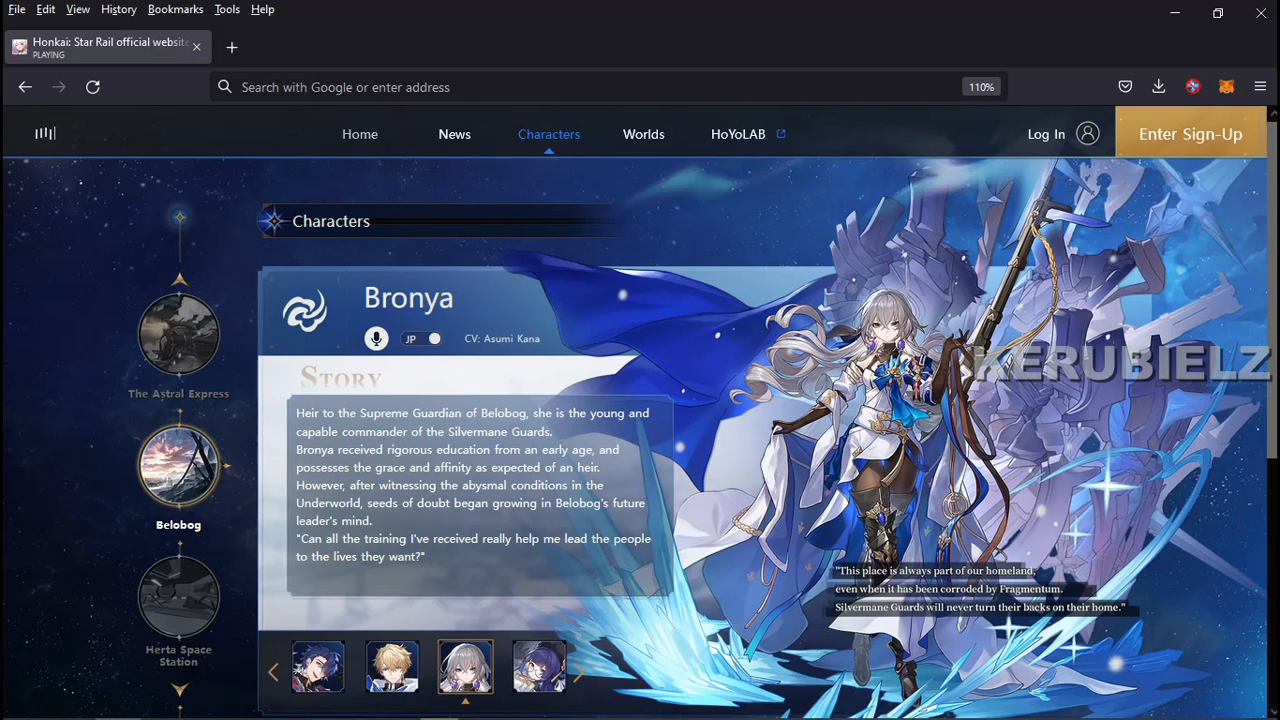 File Edit View History Bookmarks Tools Help
Honkai: Star Rail official website
PLAYING
Search with Google or enter address
110%
Home
News
Characters
Worlds
HoYoLAB
Log In
Enter Sign-Up
Characters
Bronya
JP
CV: Asumi Kana
KERUBIELZ
STORY
Heir to the Supreme Guardian of Belobog, she is the young and
capable commander of the Silvermane Guards.
Bronya received rigorous education from an early age, and
possesses the grace and affinity as expected of an heir.
However, after witnessing the abysmal conditions in the
Underworld, seeds of doubt began growing in Belobog's future
leader's mind.
"Can all the training I've received really help me lead the people
to the lives they want?"
The Astral Express
Belobog
Herta Space
Station
"This place is always part of our homeland,
even when it has been corroded by Fragmentum.
Silvermane Guards will never turn their backs on their home."